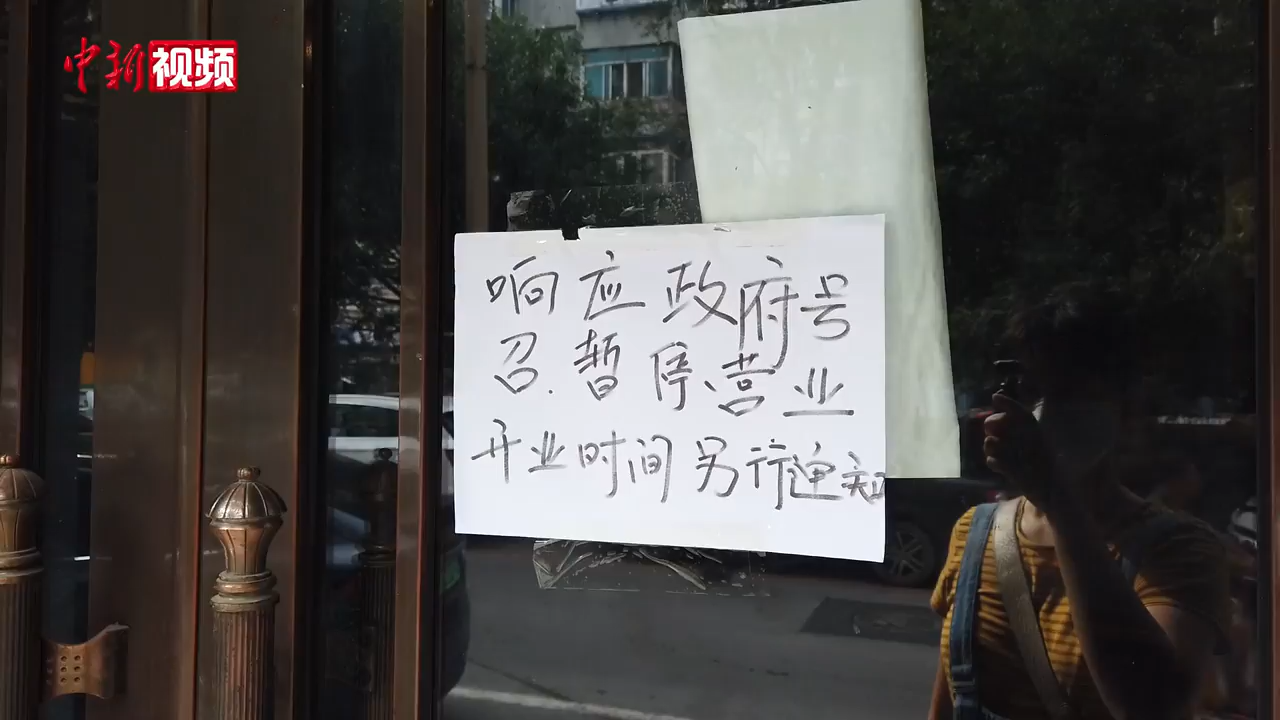 中新视频
响应政府号
召.暂停营业
开业时间另行通知